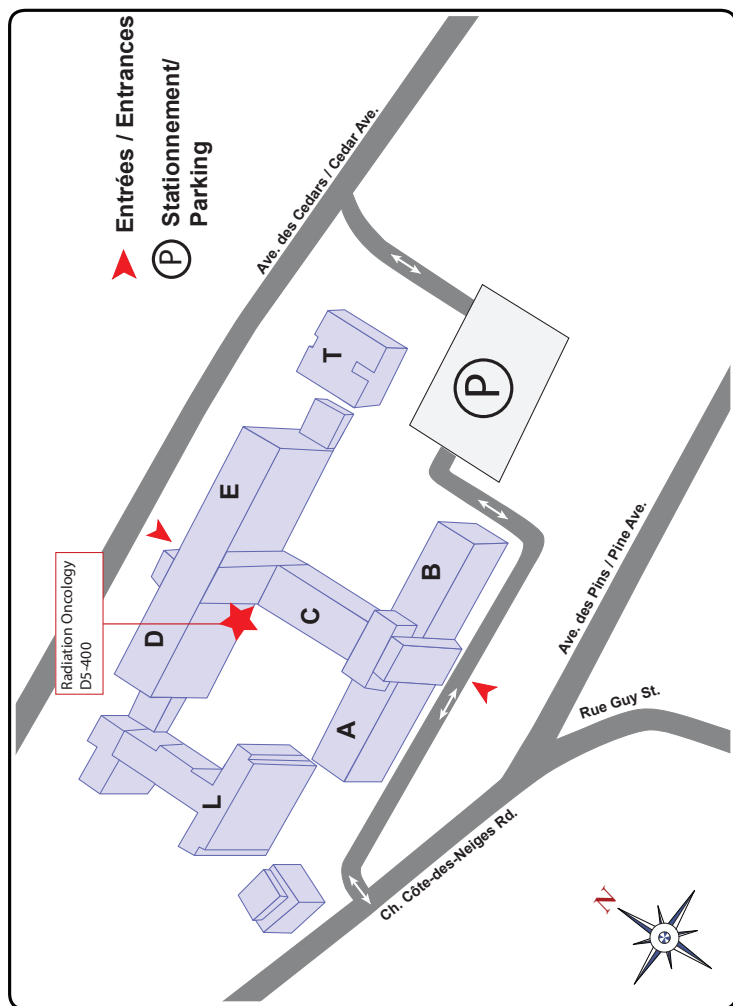 Entrées / Entrances
P
Stationnement/
Parking
Ave. des Cedars / Cedar Ave.
T
P
E
D
Radiation Oncology
D5-400
C
B
A
L
Ave. des Pins / Pine Ave.
Rue Guy St.
Ch. Côte-des-Neiges Rd.
N